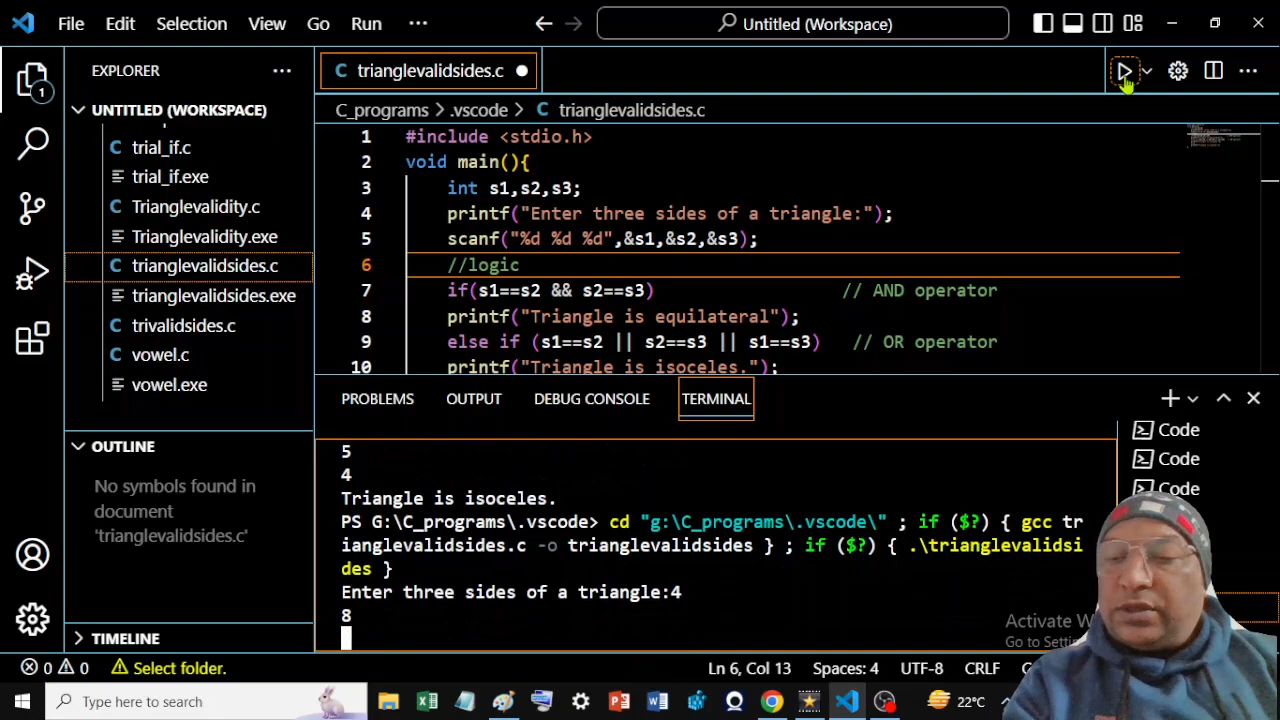 File Edit Selection View Go Run ··· Untitled (Workspace)
EXPLORER ···
UNTITLED (WORKSPACE)
trial_if.c
trial_if.exe
Trianglevalidity.c
Trianglevalidity.exe
trianglevalidsides.c
trianglevalidsides.exe
trivalidsides.c
vowel.c
vowel.exe
OUTLINE
No symbols found in
document
'trianglevalidsides.c'
TIMELINE
1
C trianglevalidsides.c
C_programs > .vscode > C trianglevalidsides.c
1 #include <stdio.h>
2 void main(){
3 int s1,s2,s3;
4 printf("Enter three sides of a triangle:");
5 scanf("%d %d %d",&s1,&s2,&s3);
6 //logic
7 if(s1==s2 && s2==s3) // AND operator
8 printf("Triangle is equilateral");
9 else if (s1==s2 || s2==s3 || s1==s3) // OR operator
10 printf("Triangle is isoceles.");
PROBLEMS OUTPUT DEBUG CONSOLE TERMINAL
5
4
Triangle is isoceles.
PS G:\C_programs\.vscode> cd "g:\C_programs\.vscode\" ; if ($?) { gcc tr
ianglevalidsides.c -o trianglevalidsides } ; if ($?) { .\trianglevalidsi
des }
Enter three sides of a triangle:4
8
Code
Code
Code
Activate W
Go to Setti
0 0 Select folder. Ln 6, Col 13 Spaces: 4 UTF-8 CRLF
Type here to search 22°C